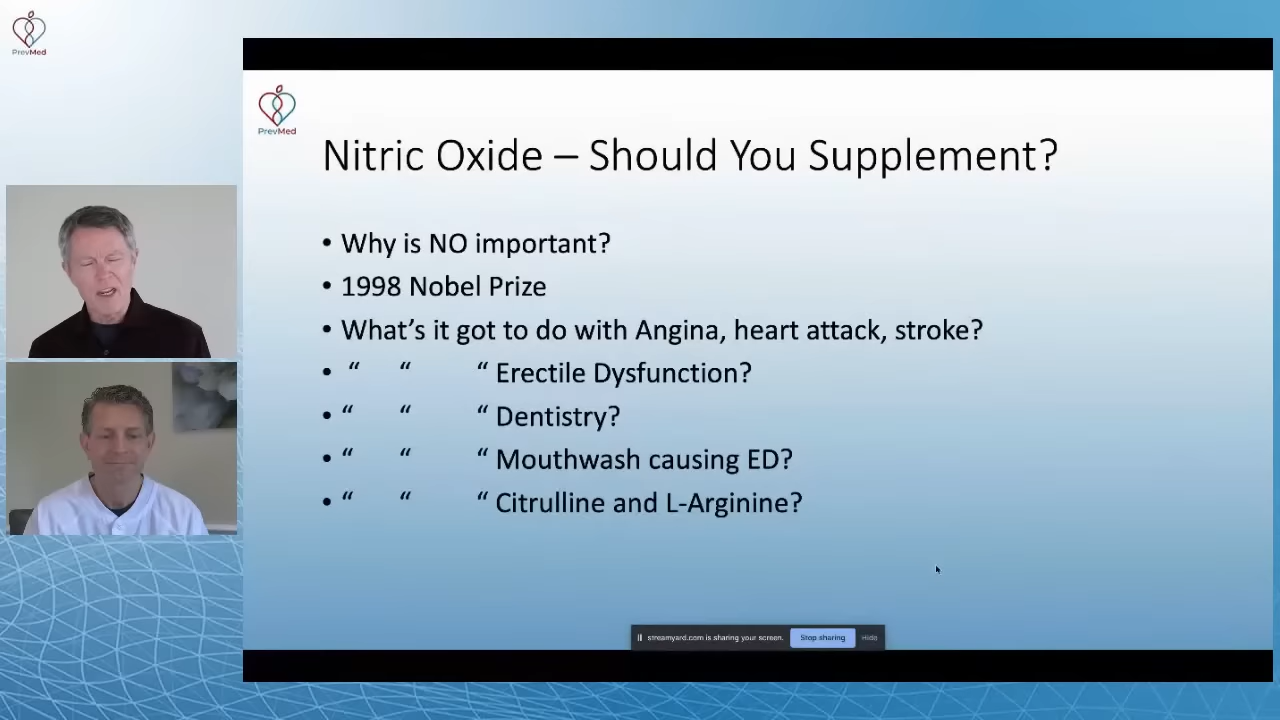 PrevMed
PrevMed
Nitric Oxide – Should You Supplement?
• Why is NO important?
• 1998 Nobel Prize
• What’s it got to do with Angina, heart attack, stroke?
• “ “ “ Erectile Dysfunction?
• “ “ “ Dentistry?
• “ “ “ Mouthwash causing ED?
• “ “ “ Citrulline and L-Arginine?
streamyard.com is sharing your screen. Stop sharing Hide